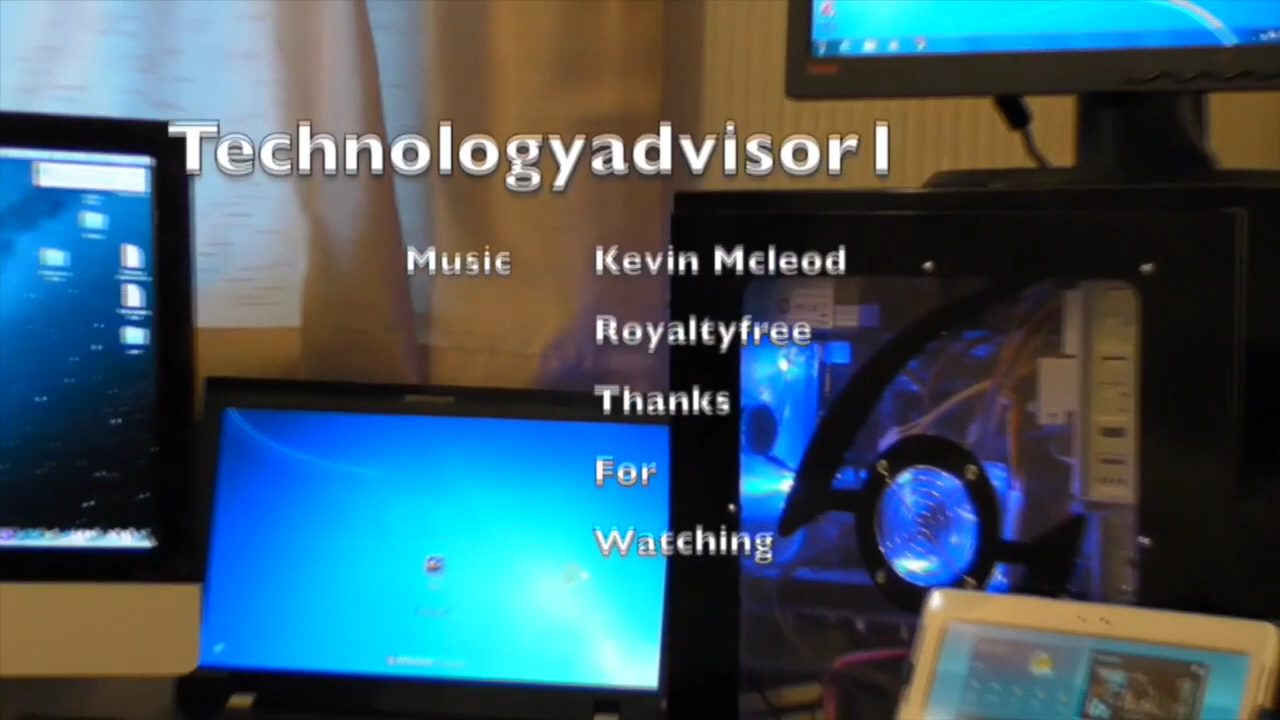 Technologyadvisor1
Music Kevin Mcleod
Royaltyfree
Thanks
For
Watching